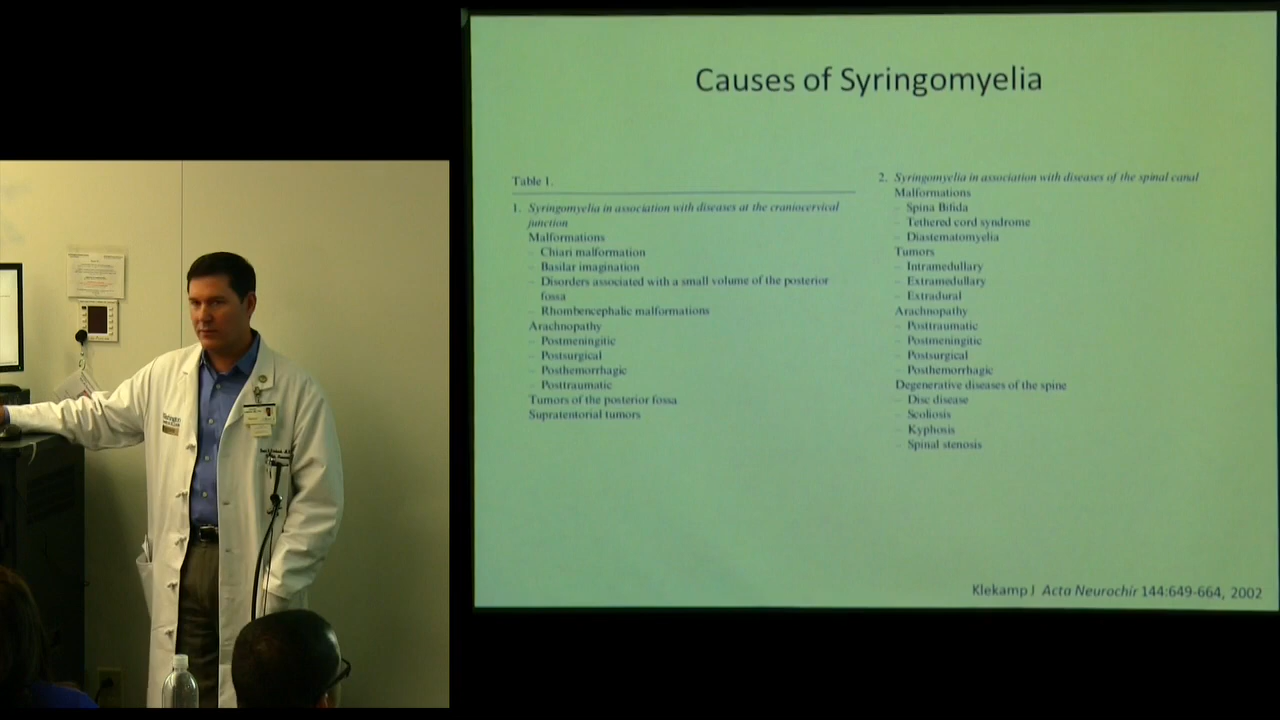 Causes of Syringomyelia
Table 1.
1. Syringomyelia in association with diseases at the craniocervical
junction
Malformations
– Chiari malformation
– Basilar imagination
– Disorders associated with a small volume of the posterior
fossa
– Rhombencephalic malformations
Arachnopathy
– Postmeningitic
– Postsurgical
– Posthemorrhagic
– Posttraumatic
Tumors of the posterior fossa
Supratentorial tumors
2. Syringomyelia in association with diseases of the spinal canal
Malformations
– Spina Bifida
– Tethered cord syndrome
– Diastematomyelia
Tumors
– Intramedullary
– Extramedullary
– Extradural
Arachnopathy
– Posttraumatic
– Postmeningitic
– Postsurgical
– Posthemorrhagic
Degenerative diseases of the spine
– Disc disease
– Scoliosis
– Kyphosis
– Spinal stenosis
Klekamp J Acta Neurochir 144:649-664, 2002